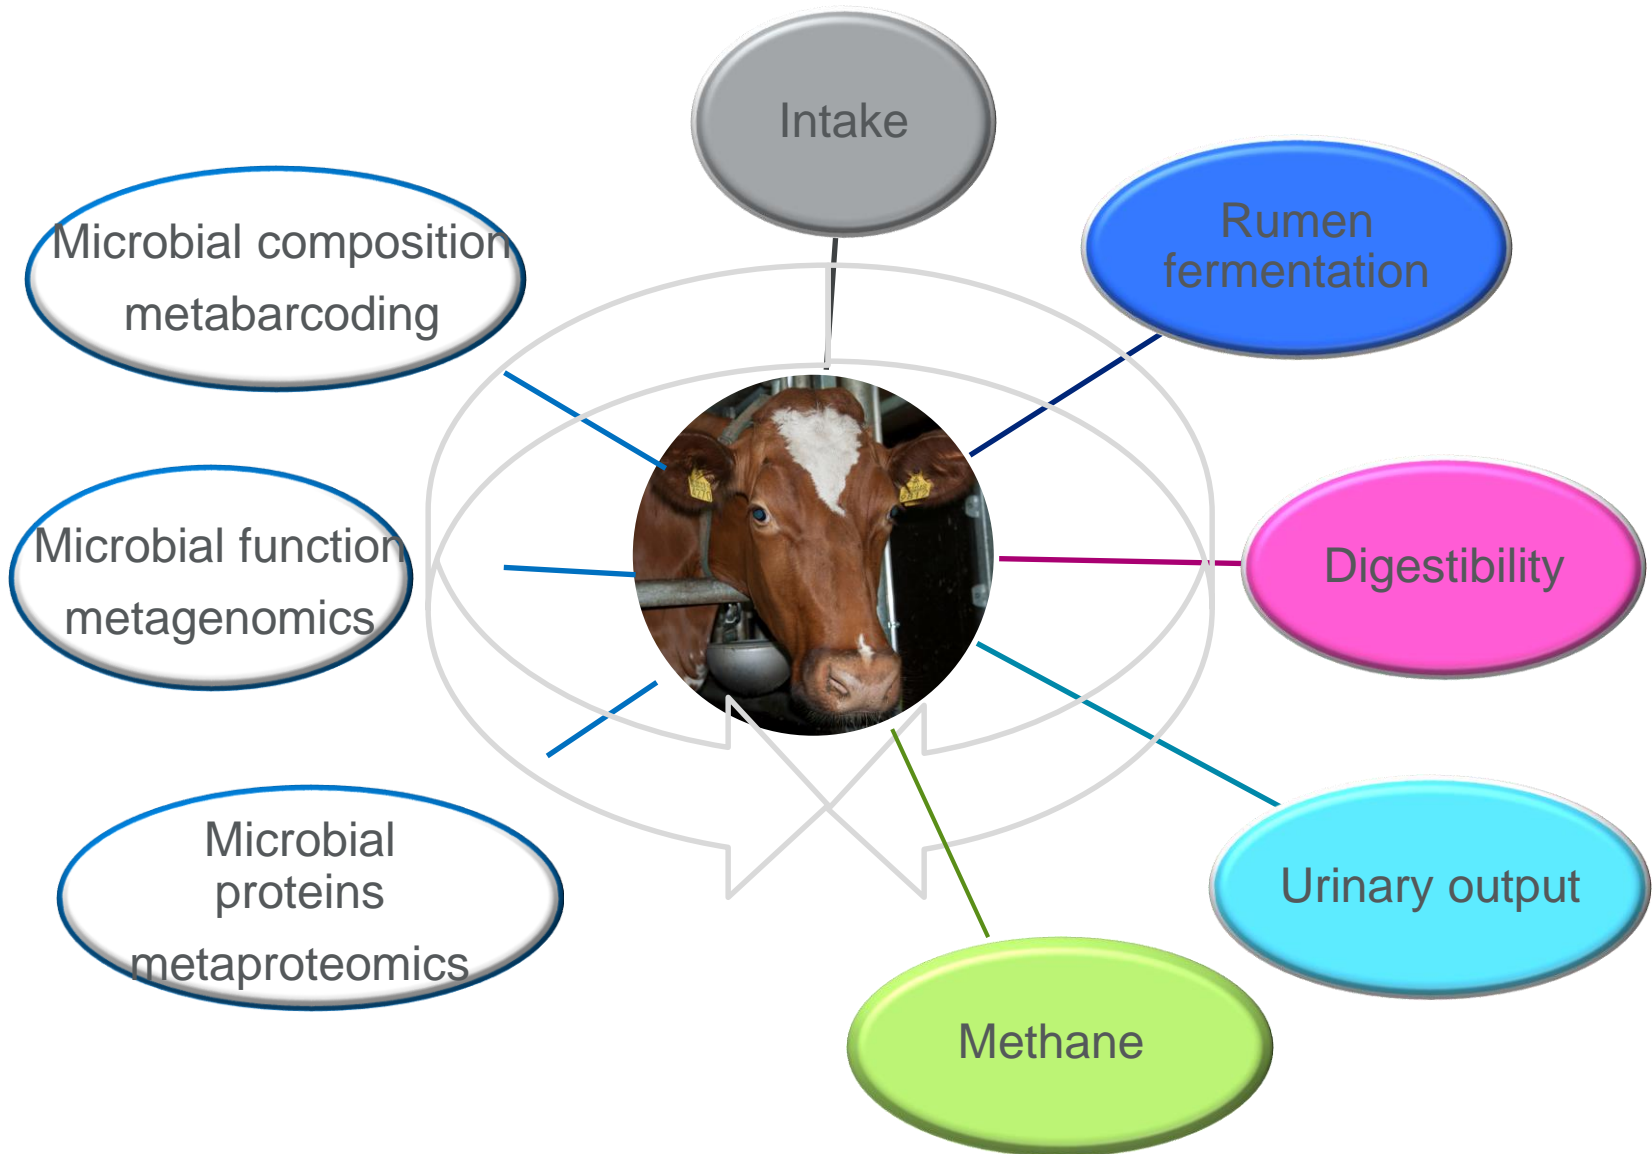 Intake
Rumen
fermentation
Digestibility
Urinary output
Methane
Microbial composition
metabarcoding
Microbial function
metagenomics
Microbial
proteins
metaproteomics